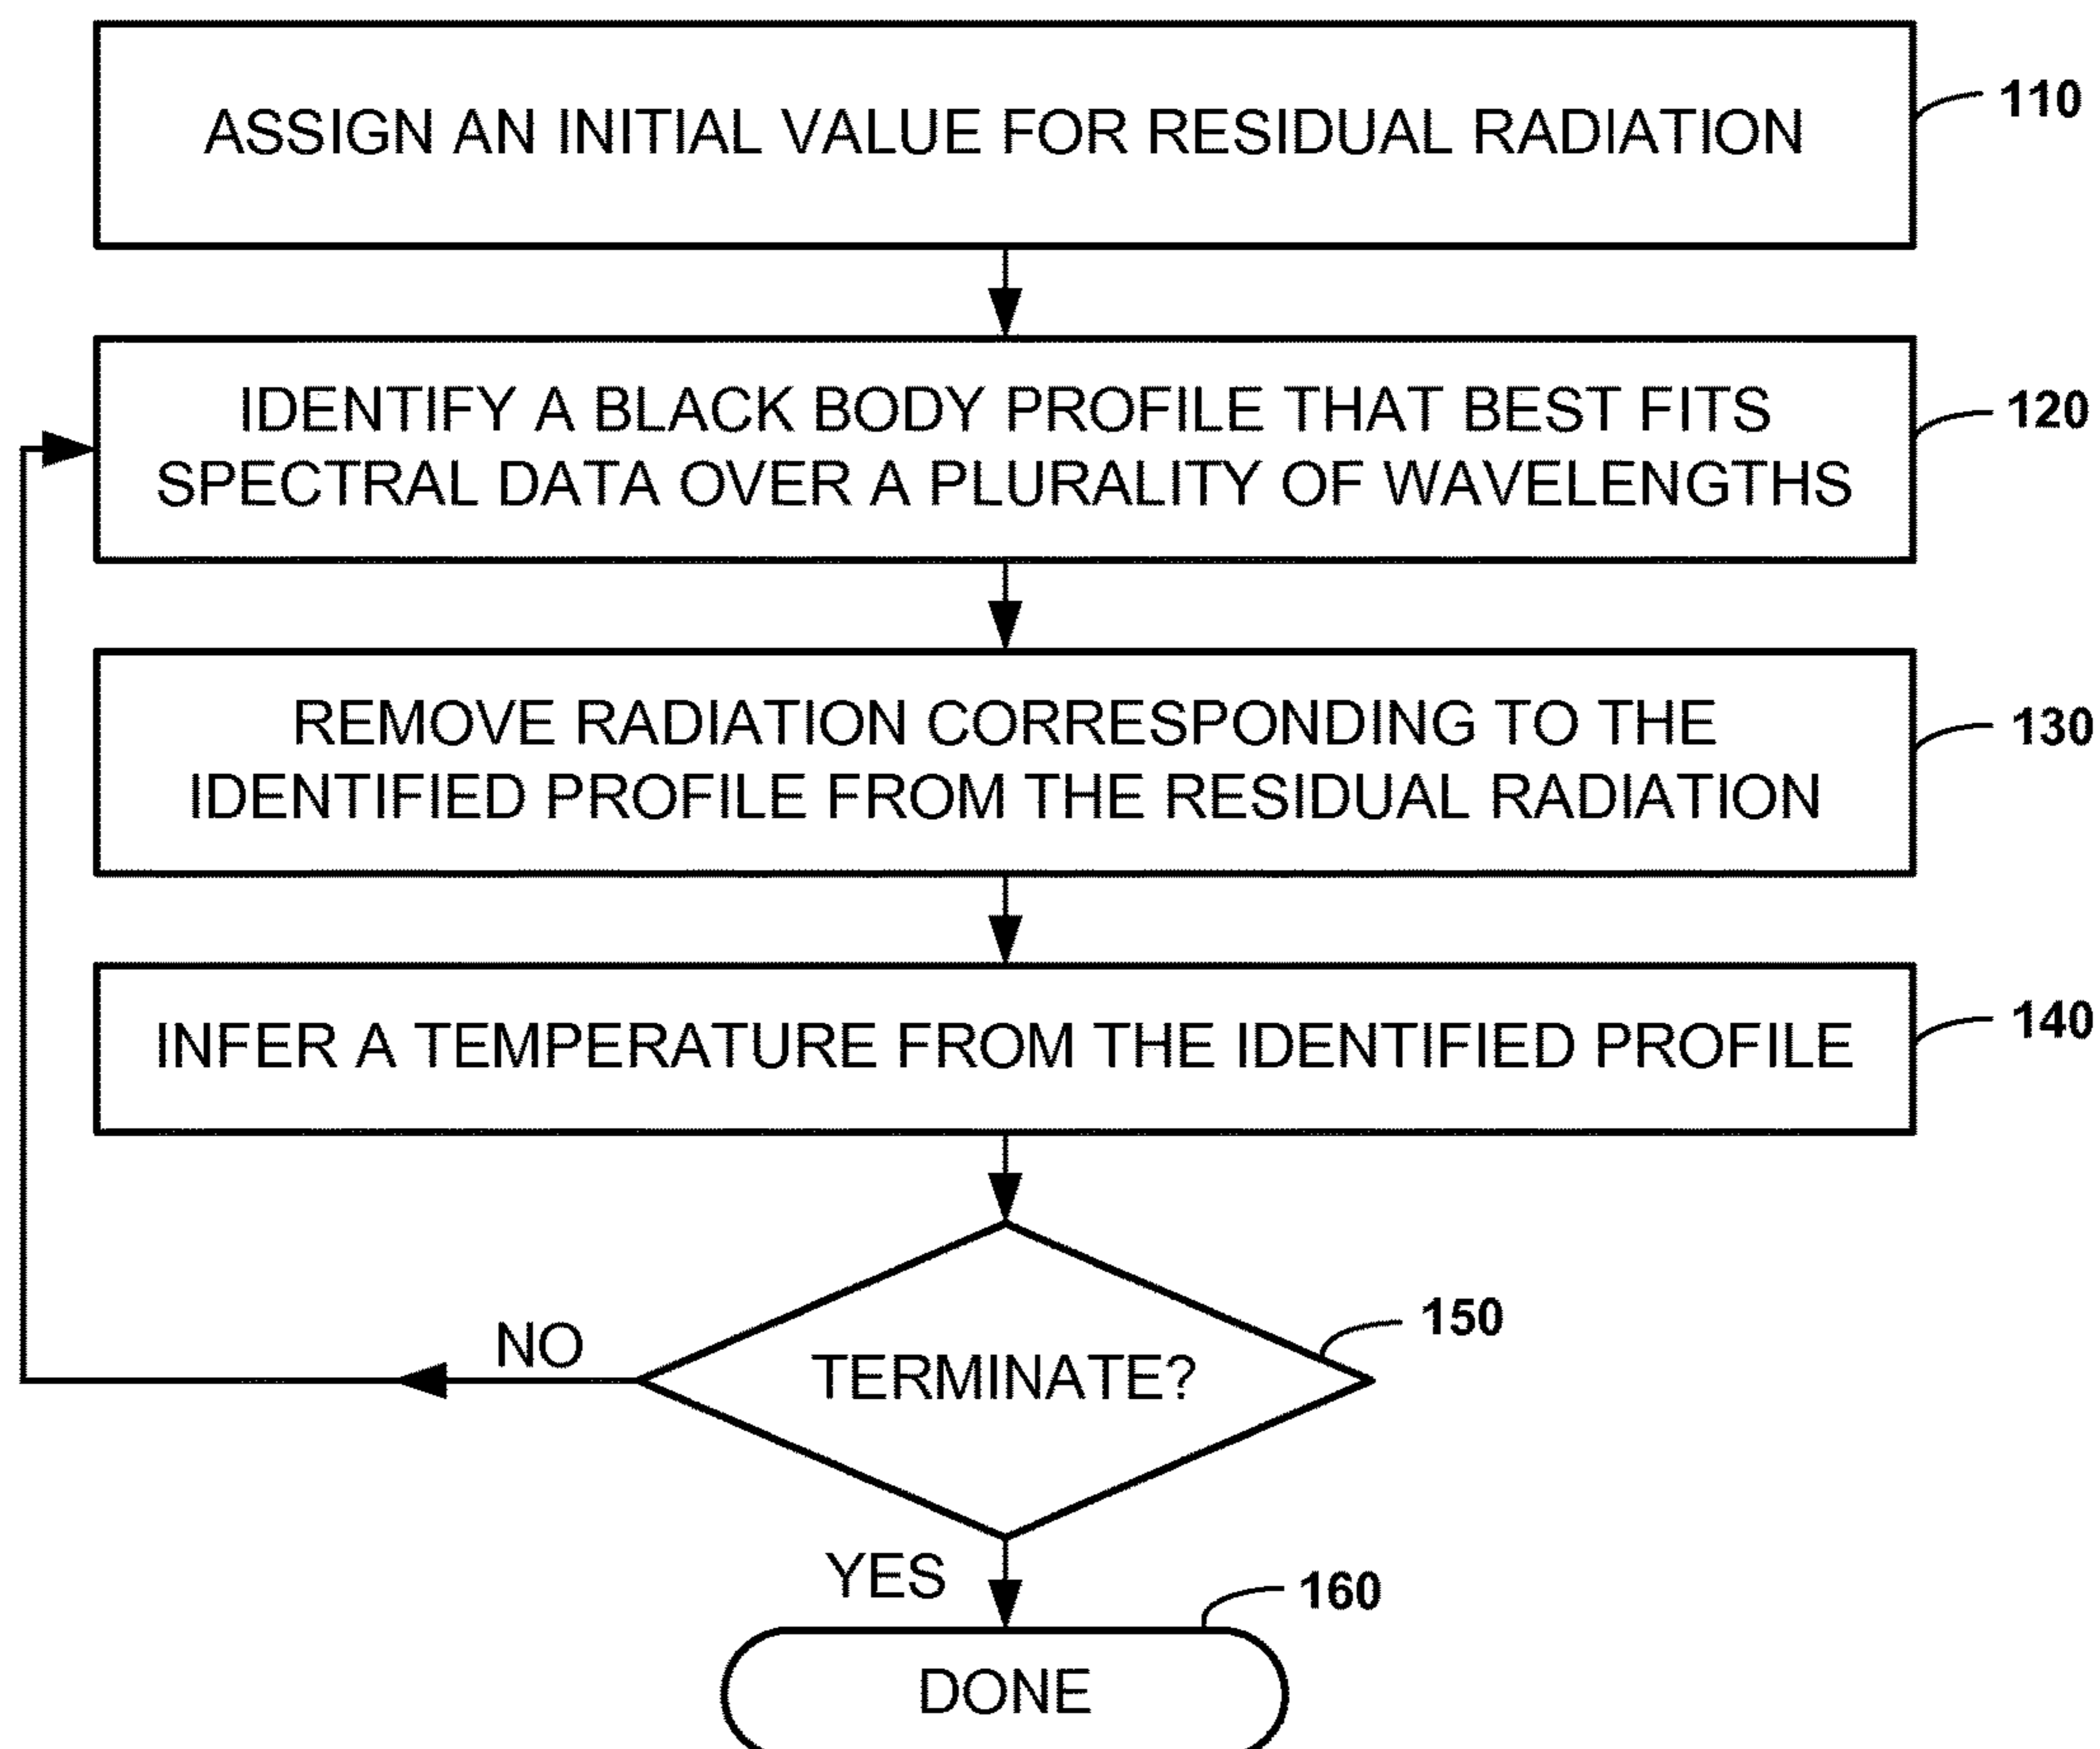 ASSIGN AN INITIAL VALUE FOR RESIDUAL RADIATION
110
IDENTIFY A BLACK BODY PROFILE THAT BEST FITS
SPECTRAL DATA OVER A PLURALITY OF WAVELENGTHS
120
REMOVE RADIATION CORRESPONDING TO THE
IDENTIFIED PROFILE FROM THE RESIDUAL RADIATION
130
INFER A TEMPERATURE FROM THE IDENTIFIED PROFILE
140
TERMINATE?
150
NO
YES
DONE
160